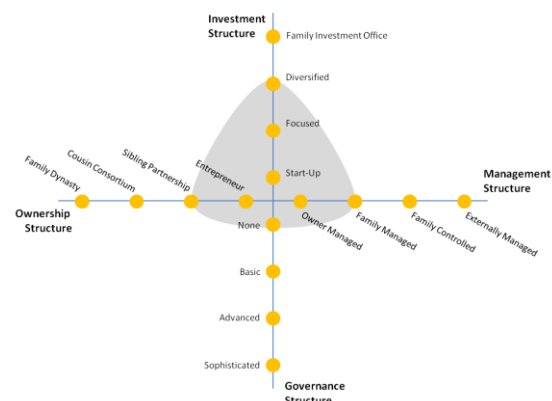 Investment
Structure
Family Investment Office
Diversified
Focused
Start-Up
Family Dynasty
Cousin Consortium
Sibling Partnership
Entrepreneur
Management
Structure
Ownership
Structure
None
Owner Managed
Family Managed
Family Controlled
Externally Managed
Basic
Advanced
Sophisticated
Governance
Structure